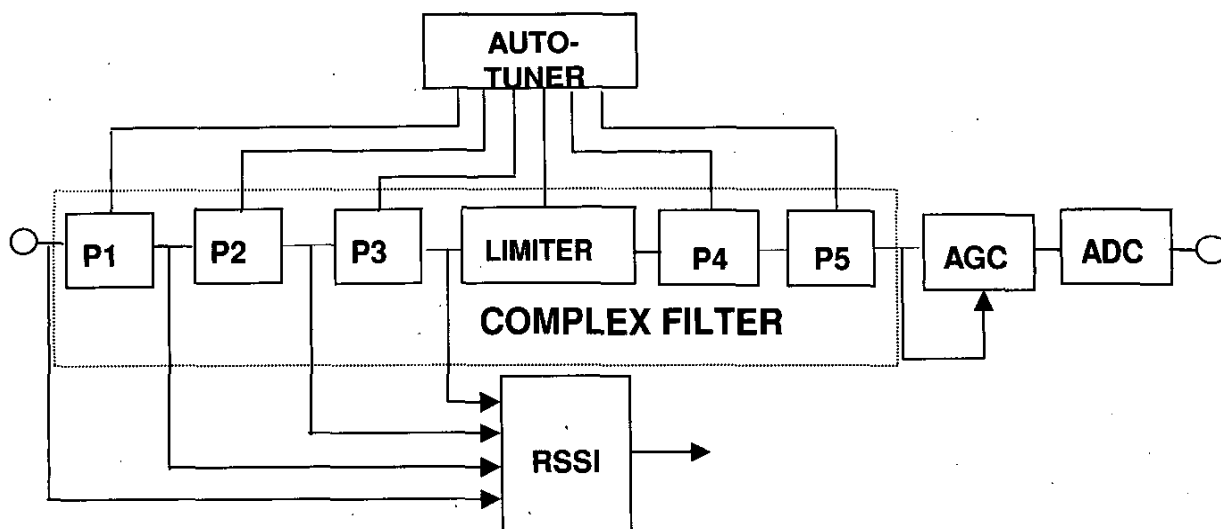 AUTO-
TUNER
P1
P2
P3
LIMITER
P4
P5
AGC
ADC
COMPLEX FILTER
RSSI